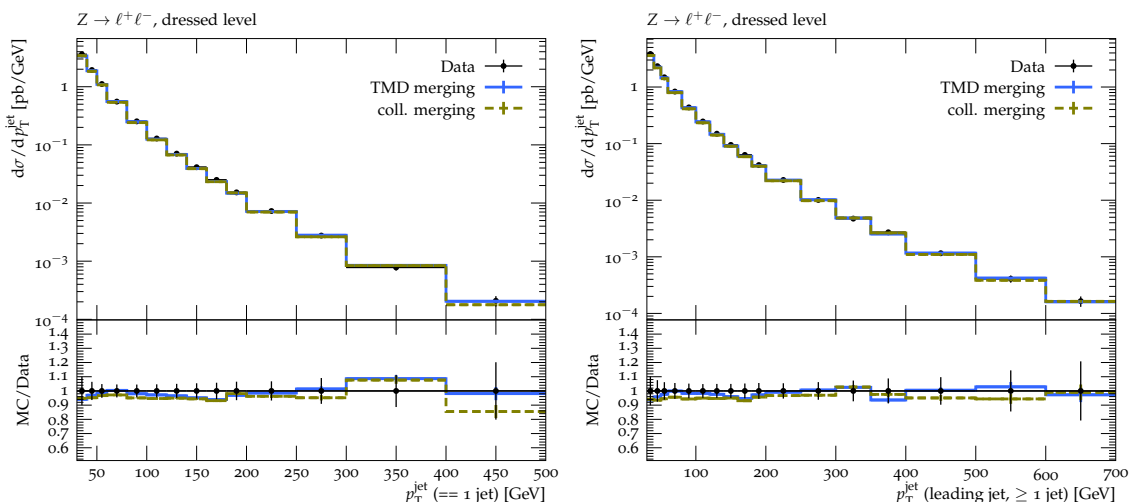 Z → ℓ⁺ℓ⁻, dressed level
Data
TMD merging
coll. merging
1
10⁻¹
10⁻²
10⁻³
10⁻⁴
dσ/dp_T^jet [pb/GeV]
1.4
1.3
1.2
1.1
1.0
0.9
0.8
0.7
0.6
MC/Data
50 100 150 200 250 300 350 400 450 500
p_T^jet (== 1 jet) [GeV]
Z → ℓ⁺ℓ⁻, dressed level
Data
TMD merging
coll. merging
1
10⁻¹
10⁻²
10⁻³
10⁻⁴
dσ/dp_T^jet [pb/GeV]
1.4
1.3
1.2
1.1
1.0
0.9
0.8
0.7
0.6
MC/Data
100 200 300 400 500 600 700
p_T^jet (leading jet, ≥ 1 jet) [GeV]